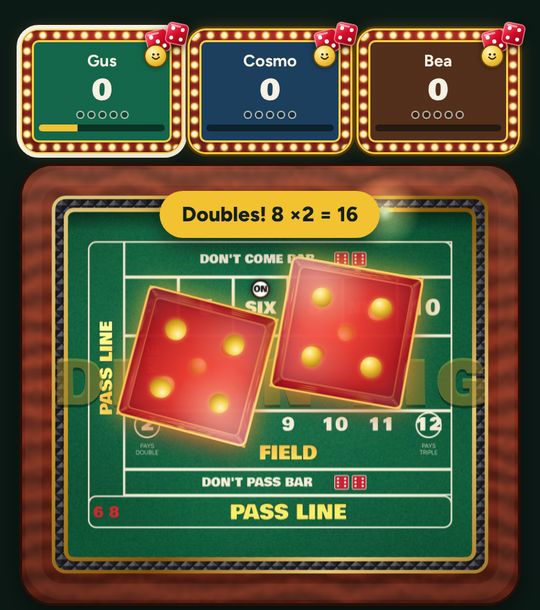 Gus
0
Cosmo
0
Bea
0
Doubles! 8 ×2 = 16
DON'T COME BAR
ON
SIX
10
PASS LINE
2
9
10
11
12
PAYS DOUBLE
PAYS TRIPLE
FIELD
DON'T PASS BAR
6 8
PASS LINE